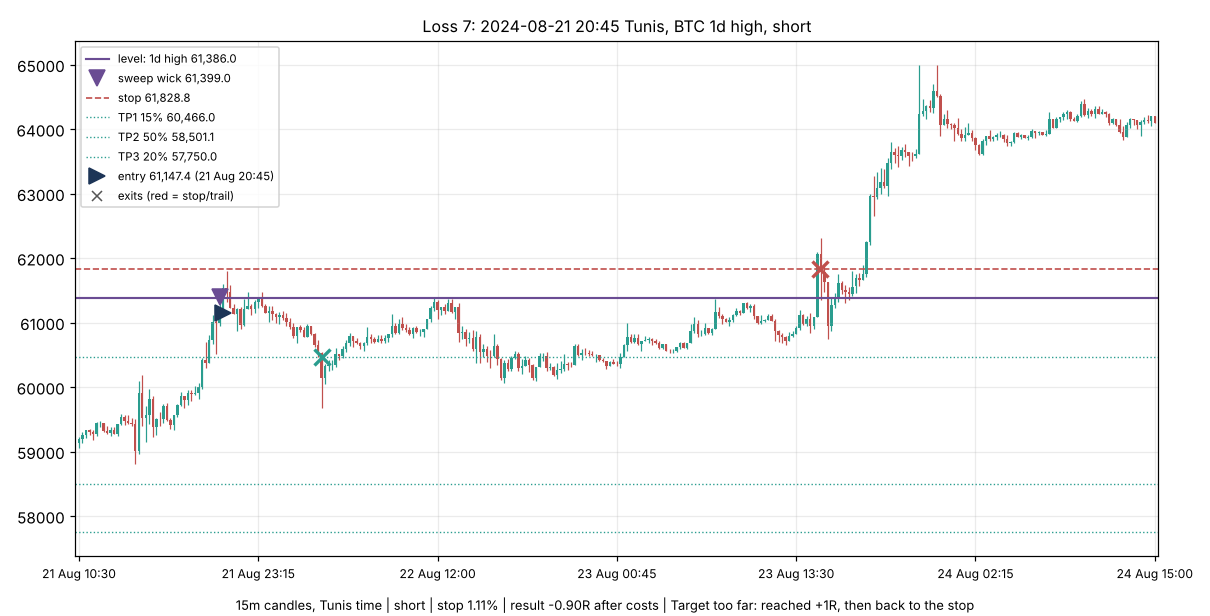 Loss 7: 2024-08-21 20:45 Tunis, BTC 1d high, short
level: 1d high 61,386.0
sweep wick 61,399.0
stop 61,828.8
TP1 15% 60,466.0
TP2 50% 58,501.1
TP3 20% 57,750.0
entry 61,147.4 (21 Aug 20:45)
exits (red = stop/trail)
65000
64000
63000
62000
61000
60000
59000
58000
21 Aug 10:30
21 Aug 23:15
22 Aug 12:00
23 Aug 00:45
23 Aug 13:30
24 Aug 02:15
24 Aug 15:00
15m candles, Tunis time | short | stop 1.11% | result -0.90R after costs | Target too far: reached +1R, then back to the stop